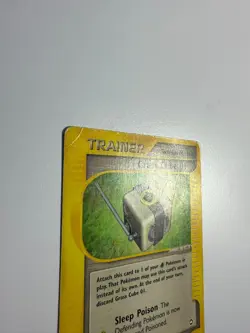 TRAINER
Attach this card to 1 of your Pokémon in
play. That Pokémon may use this card's attack
instead of its own. At the end of your turn,
discard Grass Cube 01.
Sleep Poison The
Defending Pokémon is now
and Poisoned.